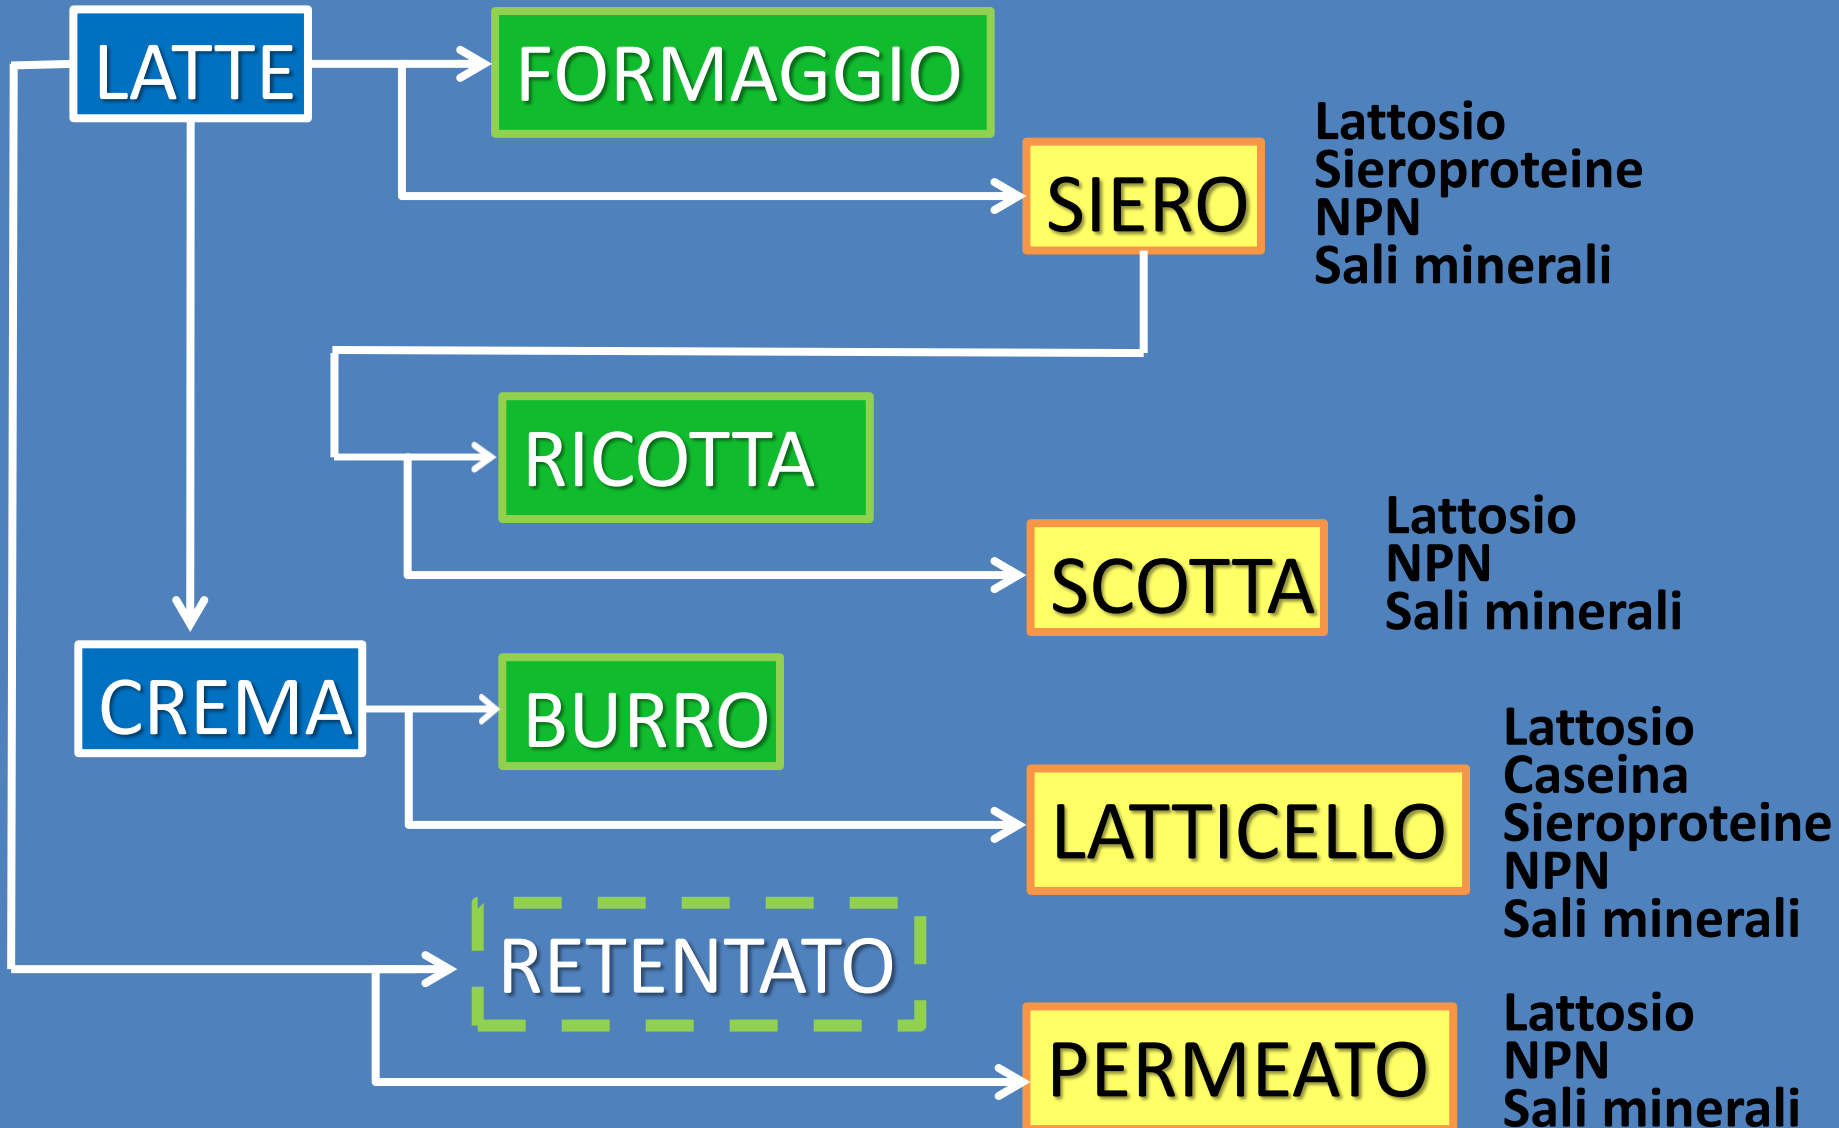 LATTE
FORMAGGIO
SIERO
Lattosio
Sieroproteine
NPN
Sali minerali
RICOTTA
SCOTTA
Lattosio
NPN
Sali minerali
CREMA
BURRO
LATTICELLO
Lattosio
Caseina
Sieroproteine
NPN
Sali minerali
RETENTATO
PERMEATO
Lattosio
NPN
Sali minerali